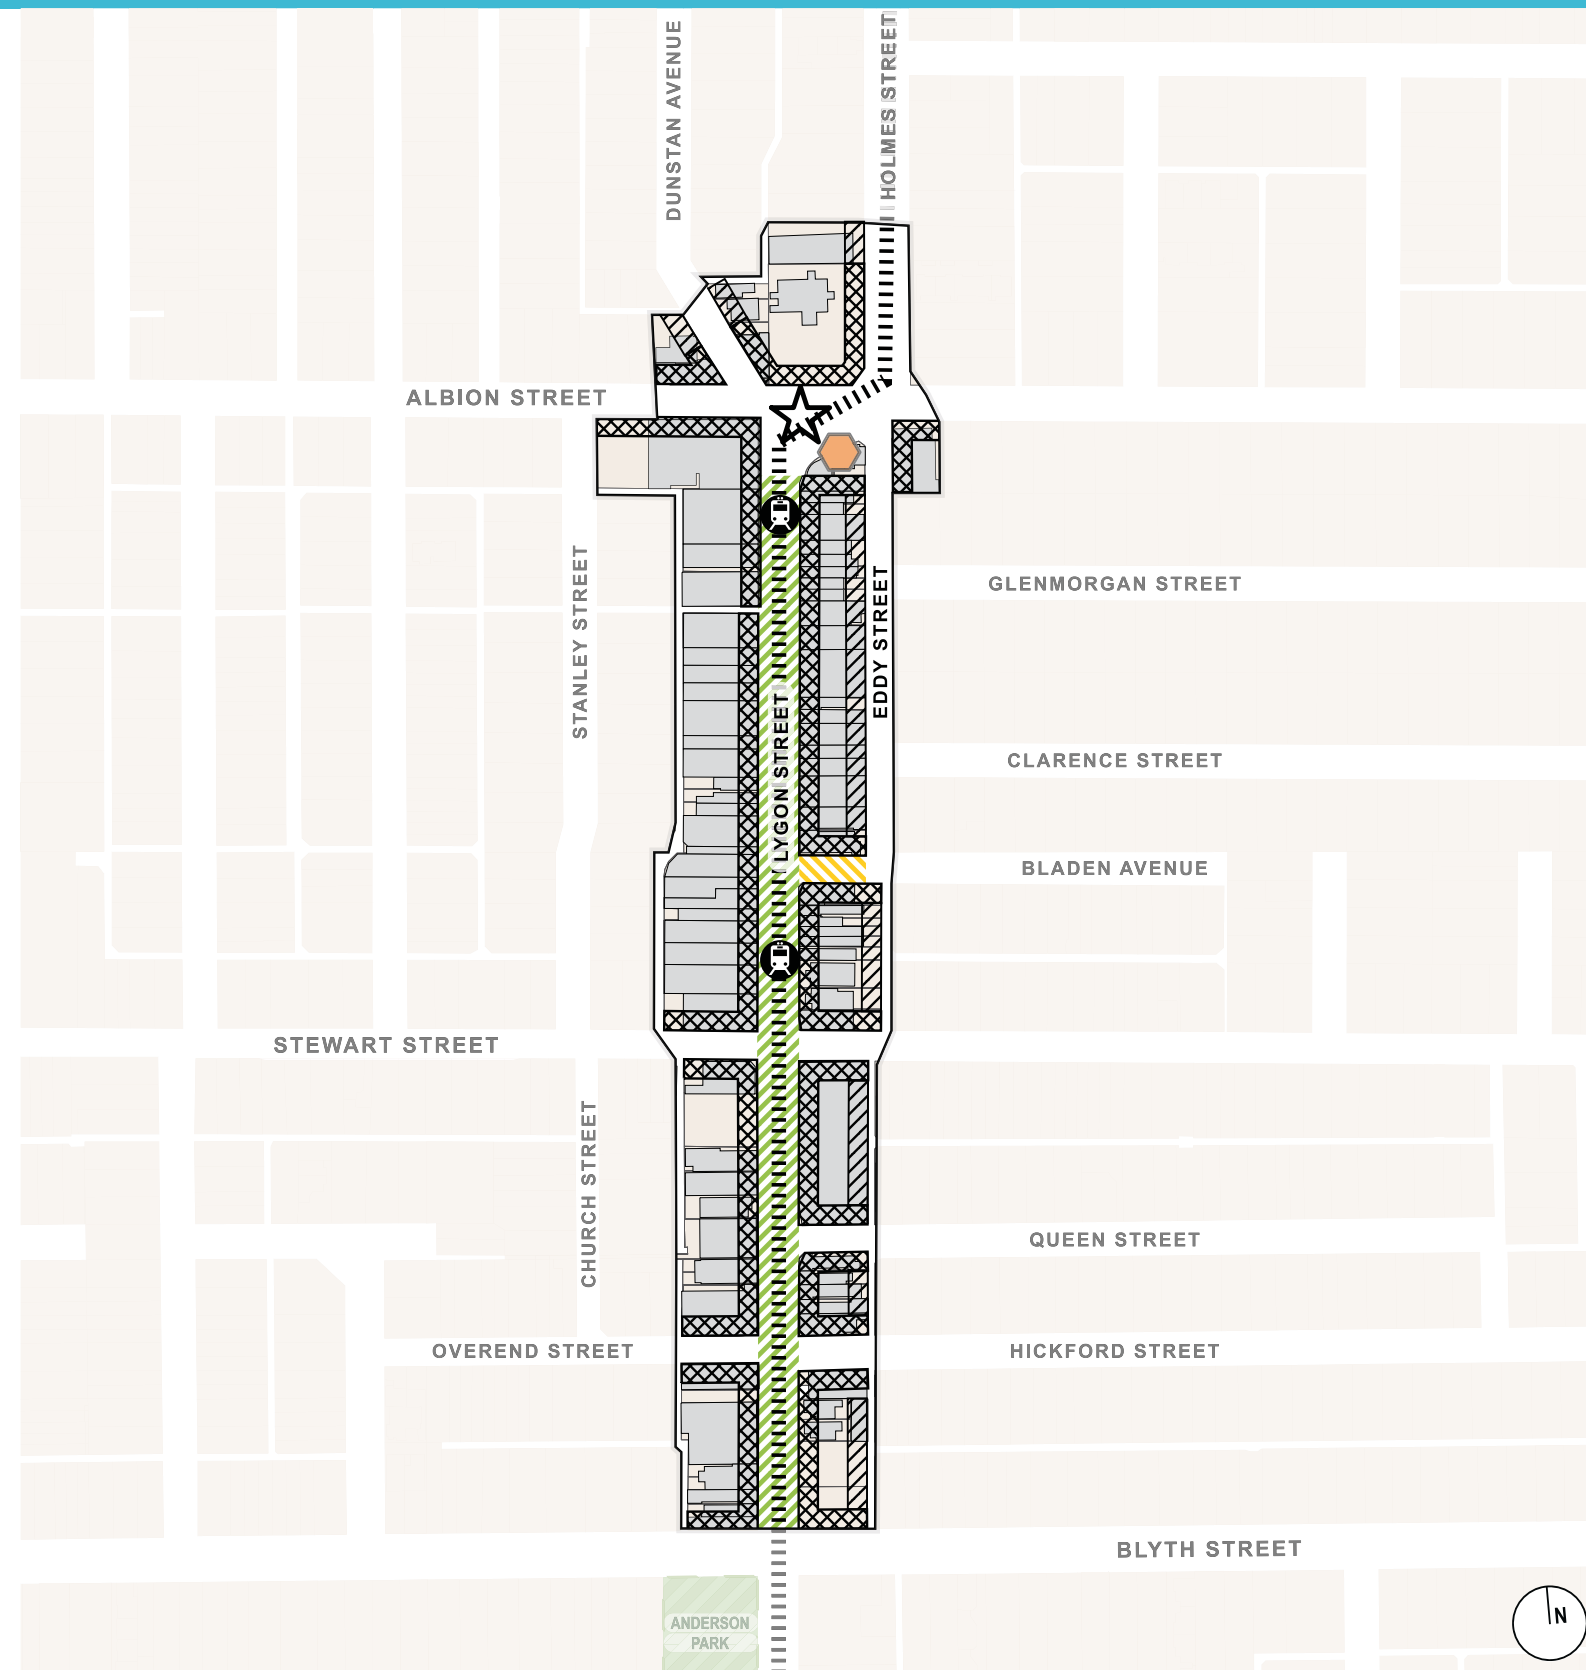 DUNSTAN AVENUE
HOLMES STREET
ALBION STREET
STANLEY STREET
GLENMORGAN STREET
EDDY STREET
LYGON STREET
CLARENCE STREET
BLADEN AVENUE
STEWART STREET
CHURCH STREET
QUEEN STREET
OVEREND STREET
HICKFORD STREET
BLYTH STREET
ANDERSON
PARK
N